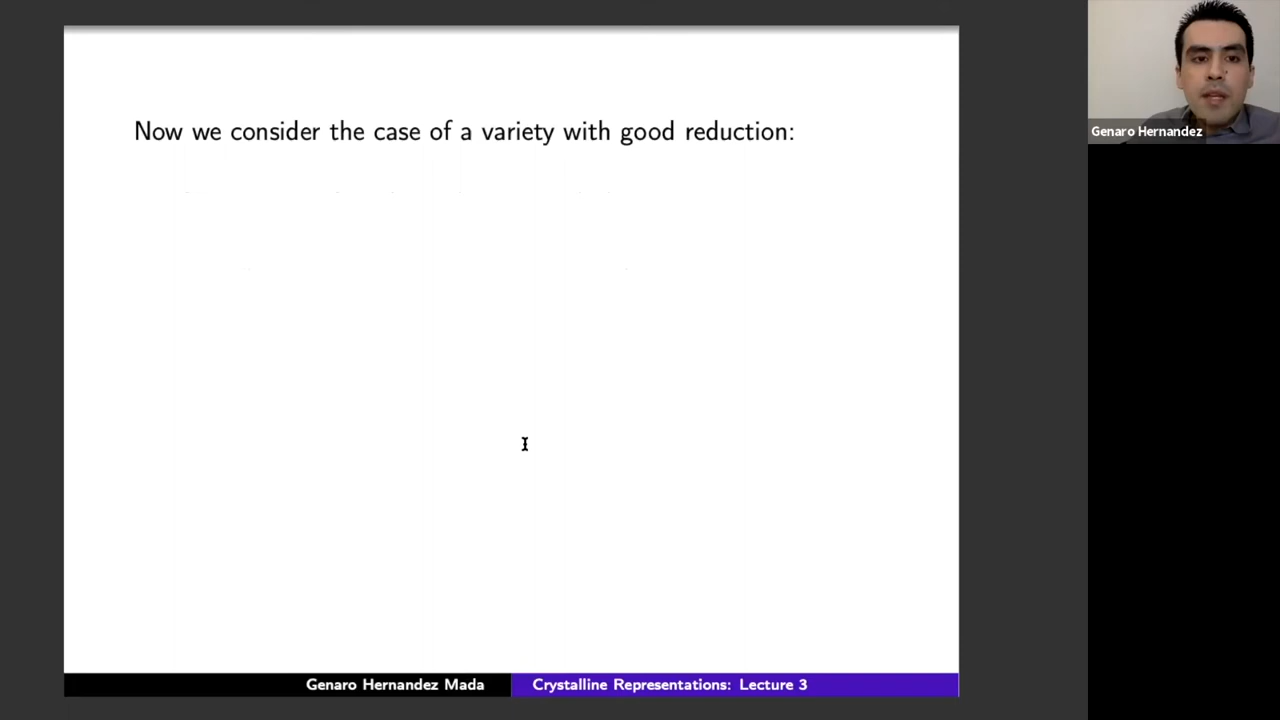 Now we consider the case of a variety with good reduction:
Genaro Hernandez
Genaro Hernandez Mada
Crystalline Representations: Lecture 3